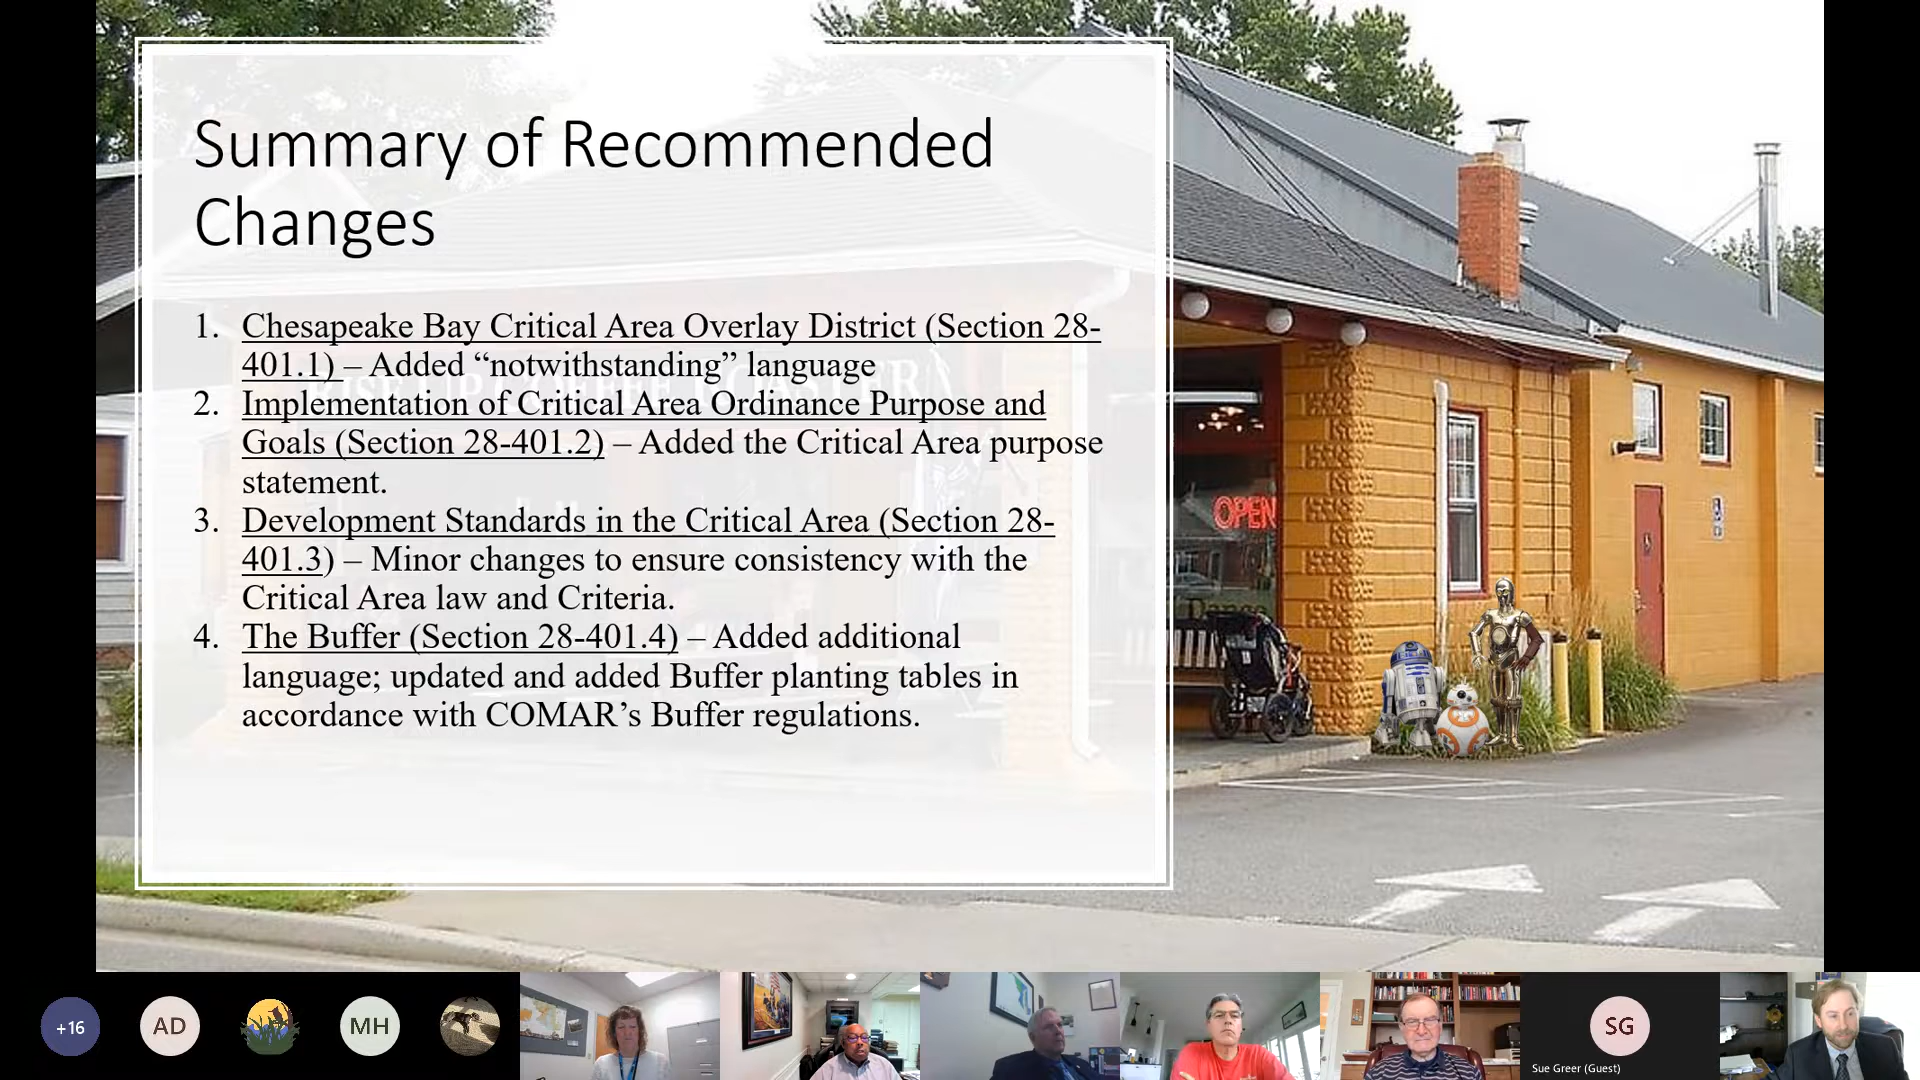 Summary of Recommended
Changes
1. Chesapeake Bay Critical Area Overlay District (Section 28-
401.1) – Added “notwithstanding” language
2. Implementation of Critical Area Ordinance Purpose and
Goals (Section 28-401.2) – Added the Critical Area purpose
statement.
3. Development Standards in the Critical Area (Section 28-
401.3) – Minor changes to ensure consistency with the
Critical Area law and Criteria.
4. The Buffer (Section 28-401.4) – Added additional
language; updated and added Buffer planting tables in
accordance with COMAR’s Buffer regulations.
RISE UP COFFEE ROASTER
OPEN
+16
AD
MH
SG
Sue Greer (Guest)